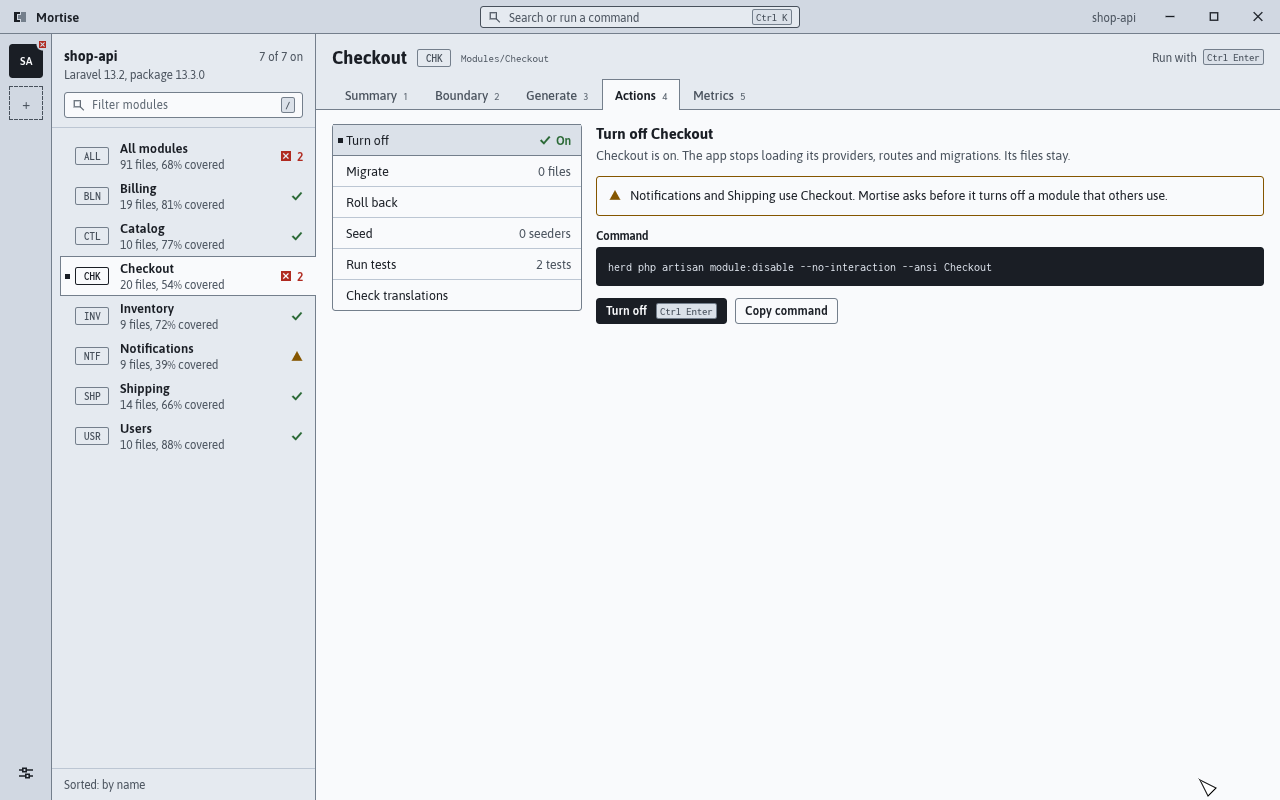 Mortise
Search or run a command
Ctrl K
shop-api
SA
+
shop-api
7 of 7 on
Laravel 13.2, package 13.3.0
Filter modules
/
ALL
All modules
91 files, 68% covered
2
BLN
Billing
19 files, 81% covered
CTL
Catalog
10 files, 77% covered
CHK
Checkout
20 files, 54% covered
2
INV
Inventory
9 files, 72% covered
NTF
Notifications
9 files, 39% covered
SHP
Shipping
14 files, 66% covered
USR
Users
10 files, 88% covered
Sorted: by name
Checkout
CHK
Modules/Checkout
Run with
Ctrl Enter
Summary 1
Boundary 2
Generate 3
Actions 4
Metrics 5
Turn off
On
Migrate
0 files
Roll back
Seed
0 seeders
Run tests
2 tests
Check translations
Turn off Checkout
Checkout is on. The app stops loading its providers, routes and migrations. Its files stay.
Notifications and Shipping use Checkout. Mortise asks before it turns off a module that others use.
Command
herd php artisan module:disable --no-interaction --ansi Checkout
Turn off
Ctrl Enter
Copy command